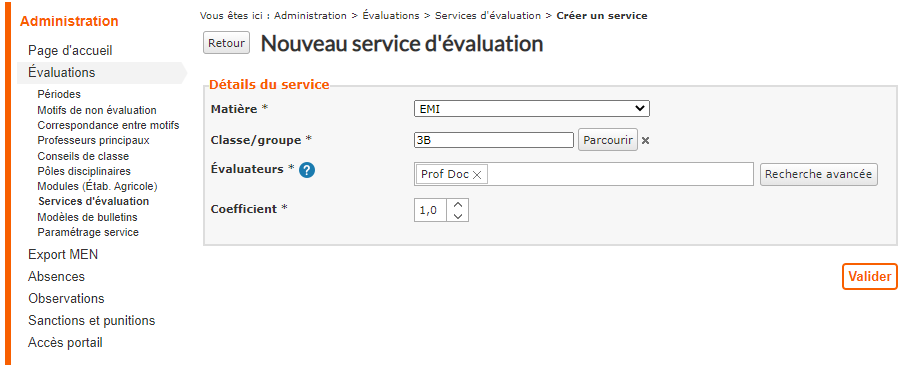 Administration
Page d'accueil
Évaluations
Périodes
Motifs de non évaluation
Correspondance entre motifs
Professeurs principaux
Conseils de classe
Pôles disciplinaires
Modules (Étab. Agricole)
Services d'évaluation
Modèles de bulletins
Paramétrage service
Export MEN
Absences
Observations
Sanctions et punitions
Accès portail
Vous êtes ici : Administration > Évaluations > Services d'évaluation > Créer un service
Retour Nouveau service d'évaluation
Détails du service
Matière * EMI
Classe/groupe * 3B Parcourir
Évaluateurs * ? Prof Doc Recherche avancée
Coefficient * 1,0
Valider